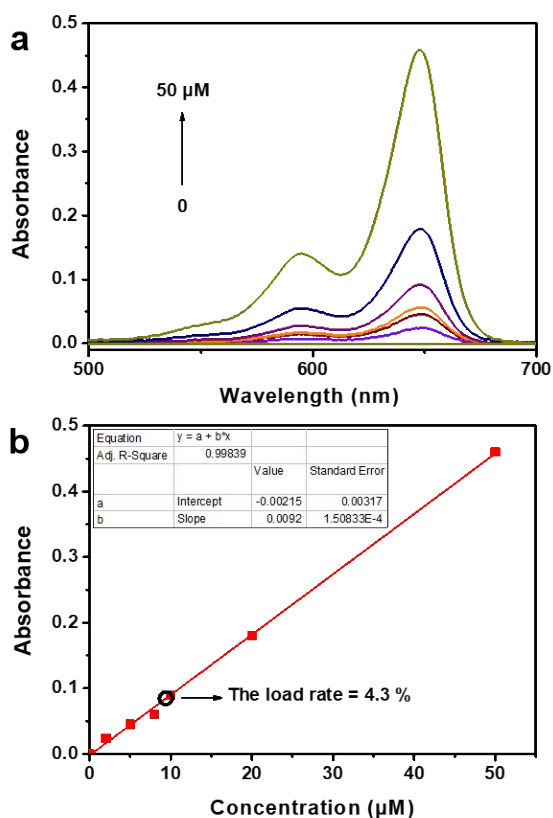 a
0.5
0.4
0.3
0.2
0.1
0.0
Absorbance
50 µM
0
500 600 700
Wavelength (nm)
b
0.5
0.4
0.3
0.2
0.1
0.0
Absorbance
Equation y = a + b*x
Adj. R-Square 0.99839
Value Standard Error
a Intercept -0.00215 0.00317
b Slope 0.0092 1.50833E-4
The load rate = 4.3 %
0 10 20 30 40 50
Concentration (µM)